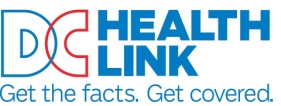 DC HEALTH
LINK
Get the facts. Get covered.